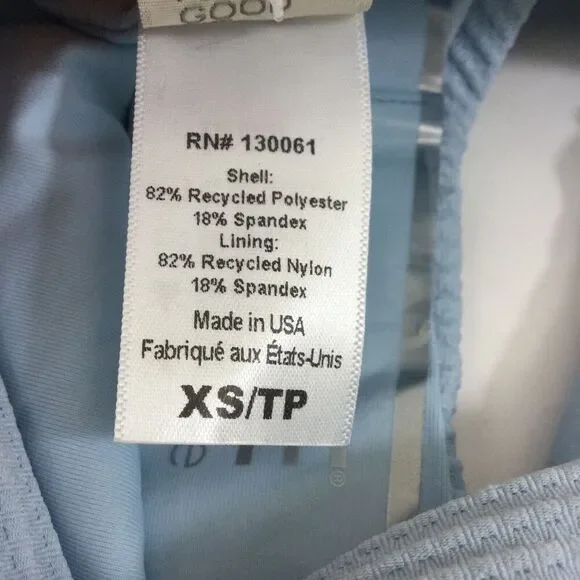 GOOD
RN# 130061
Shell:
82% Recycled Polyester
18% Spandex
Lining:
82% Recycled Nylon
18% Spandex
Made in USA
Fabriqué aux États-Unis
XS/TP
®